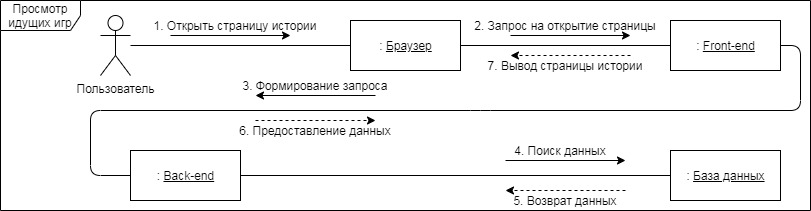 Просмотр
идущих игр
1. Открыть страницу истории
2. Запрос на открытие страницы
: Браузер
: Front-end
7. Вывод страницы истории
Пользователь
3. Формирование запроса
6. Предоставление данных
4. Поиск данных
: Back-end
: База данных
5. Возврат данных